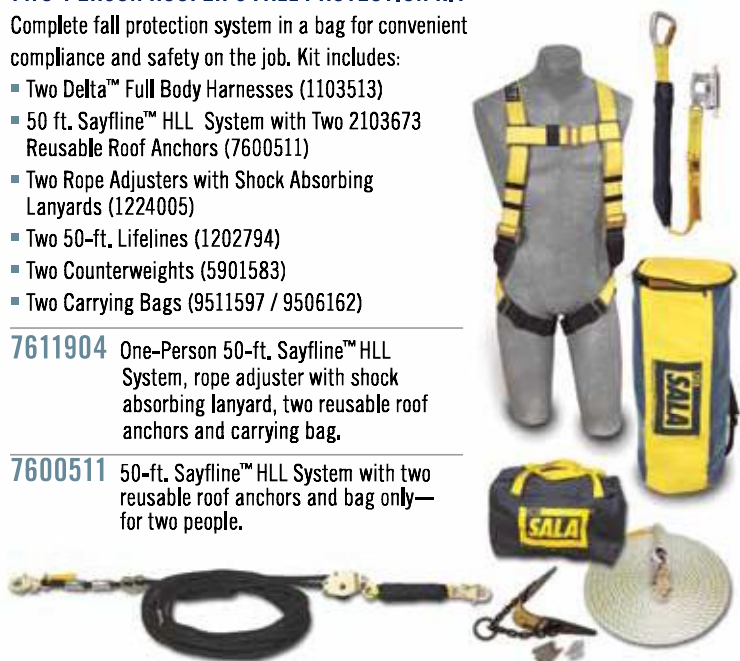 Complete fall protection system in a bag for convenient
compliance and safety on the job. Kit includes:
▪ Two Delta™ Full Body Harnesses (1103513)
▪ 50 ft. Sayfline™ HLL System with Two 2103673
Reusable Roof Anchors (7600511)
▪ Two Rope Adjusters with Shock Absorbing
Lanyards (1224005)
▪ Two 50-ft. Lifelines (1202794)
▪ Two Counterweights (5901583)
▪ Two Carrying Bags (9511597 / 9506162)
7611904 One-Person 50-ft. Sayfline™ HLL
System, rope adjuster with shock
absorbing lanyard, two reusable roof
anchors and carrying bag.
7600511 50-ft. Sayfline™ HLL System with two
reusable roof anchors and bag only—
for two people.
SALA
SALA